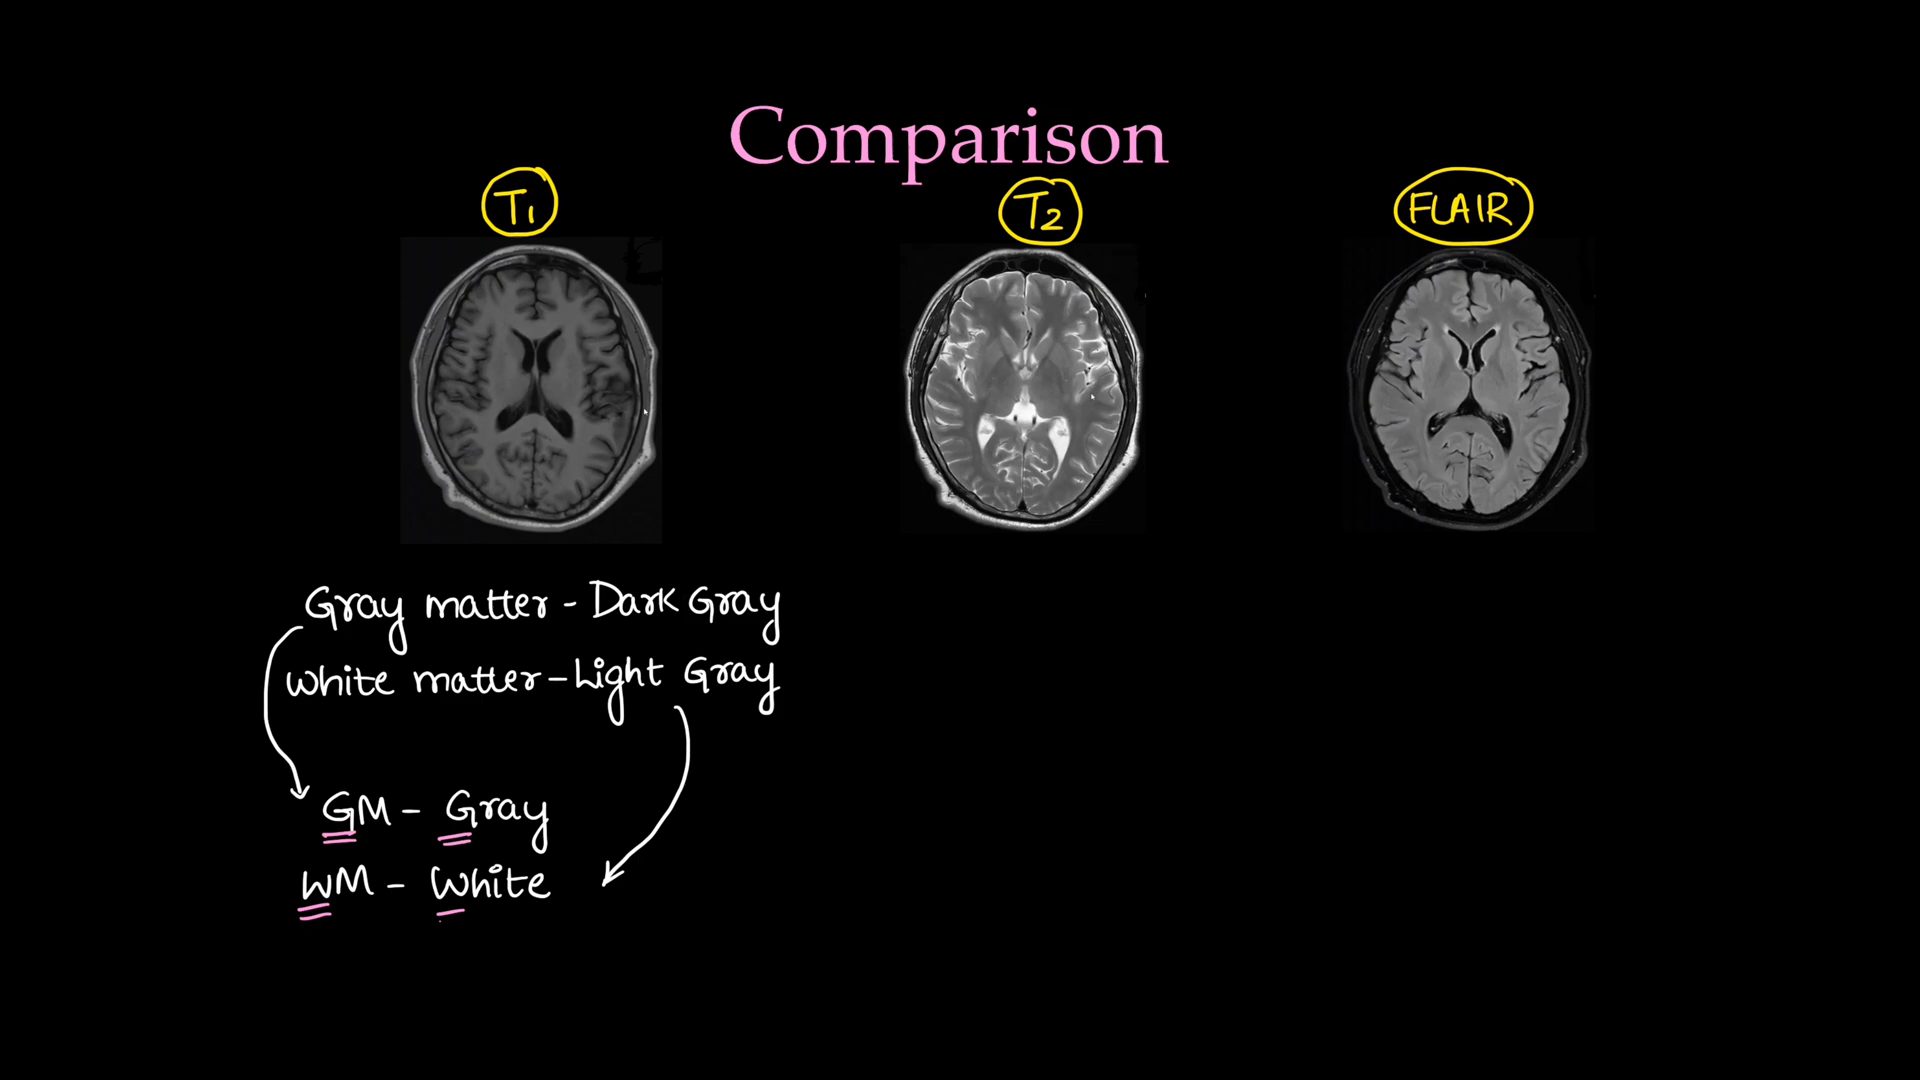 Comparison
T1
T2
FLAIR
Gray matter - Dark Gray
White matter - Light Gray
GM - Gray
WM - White